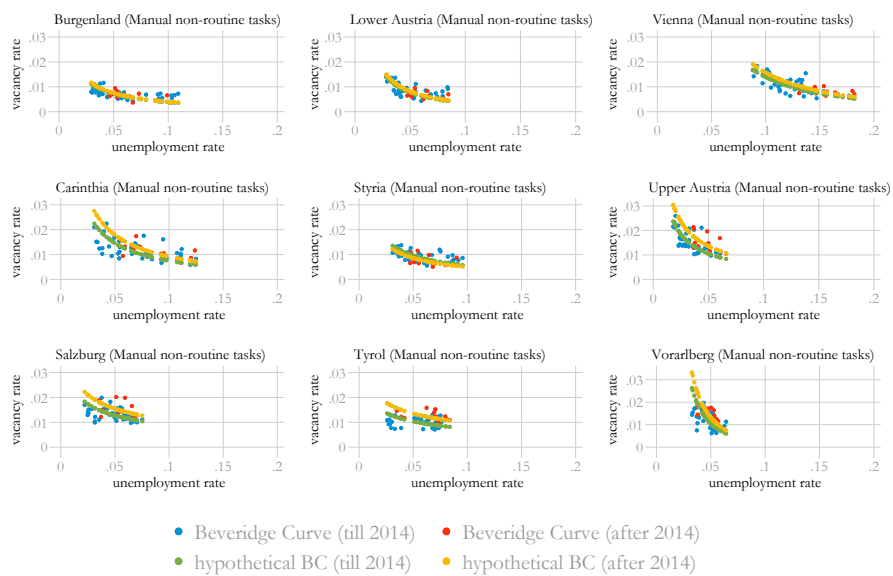 Burgenland (Manual non-routine tasks)
Lower Austria (Manual non-routine tasks)
Vienna (Manual non-routine tasks)
vacancy rate
.03
.02
.01
0
0
.05
.1
.15
.2
unemployment rate
vacancy rate
.03
.02
.01
0
0
.05
.1
.15
.2
unemployment rate
vacancy rate
.03
.02
.01
0
0
.05
.1
.15
.2
unemployment rate
Carinthia (Manual non-routine tasks)
Styria (Manual non-routine tasks)
Upper Austria (Manual non-routine tasks)
vacancy rate
.03
.02
.01
0
0
.05
.1
.15
.2
unemployment rate
vacancy rate
.03
.02
.01
0
0
.05
.1
.15
.2
unemployment rate
vacancy rate
.03
.02
.01
0
0
.05
.1
.15
.2
unemployment rate
Salzburg (Manual non-routine tasks)
Tyrol (Manual non-routine tasks)
Vorarlberg (Manual non-routine tasks)
vacancy rate
.03
.02
.01
0
0
.05
.1
.15
.2
unemployment rate
vacancy rate
.03
.02
.01
0
0
.05
.1
.15
.2
unemployment rate
vacancy rate
.03
.02
.01
0
0
.05
.1
.15
.2
unemployment rate
Beveridge Curve (till 2014)
Beveridge Curve (after 2014)
hypothetical BC (till 2014)
hypothetical BC (after 2014)